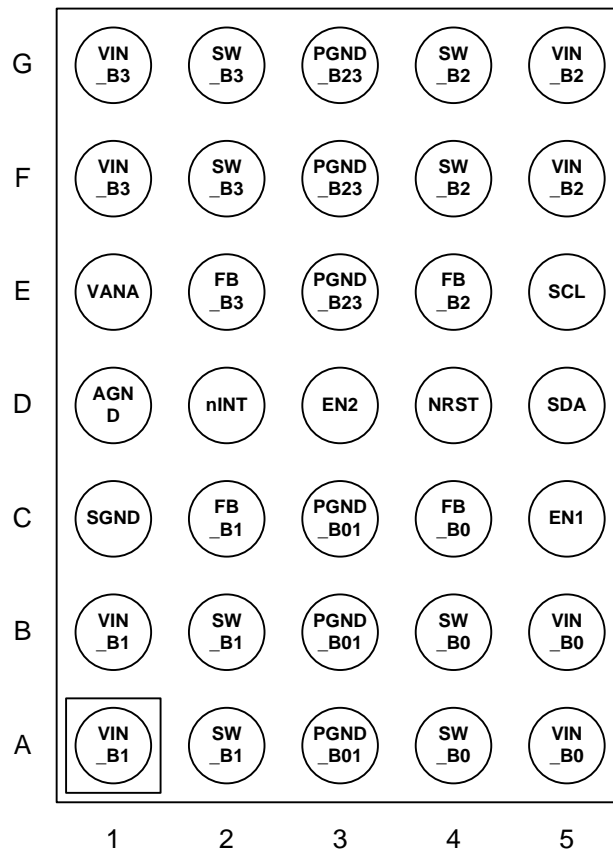 G
VIN
_B3
SW
_B3
PGND
_B23
SW
_B2
VIN
_B2
F
VIN
_B3
SW
_B3
PGND
_B23
SW
_B2
VIN
_B2
E
VANA
FB
_B3
PGND
_B23
FB
_B2
SCL
D
AGN
D
nINT
EN2
NRST
SDA
C
SGND
FB
_B1
PGND
_B01
FB
_B0
EN1
B
VIN
_B1
SW
_B1
PGND
_B01
SW
_B0
VIN
_B0
A
VIN
_B1
SW
_B1
PGND
_B01
SW
_B0
VIN
_B0
1 2 3 4 5